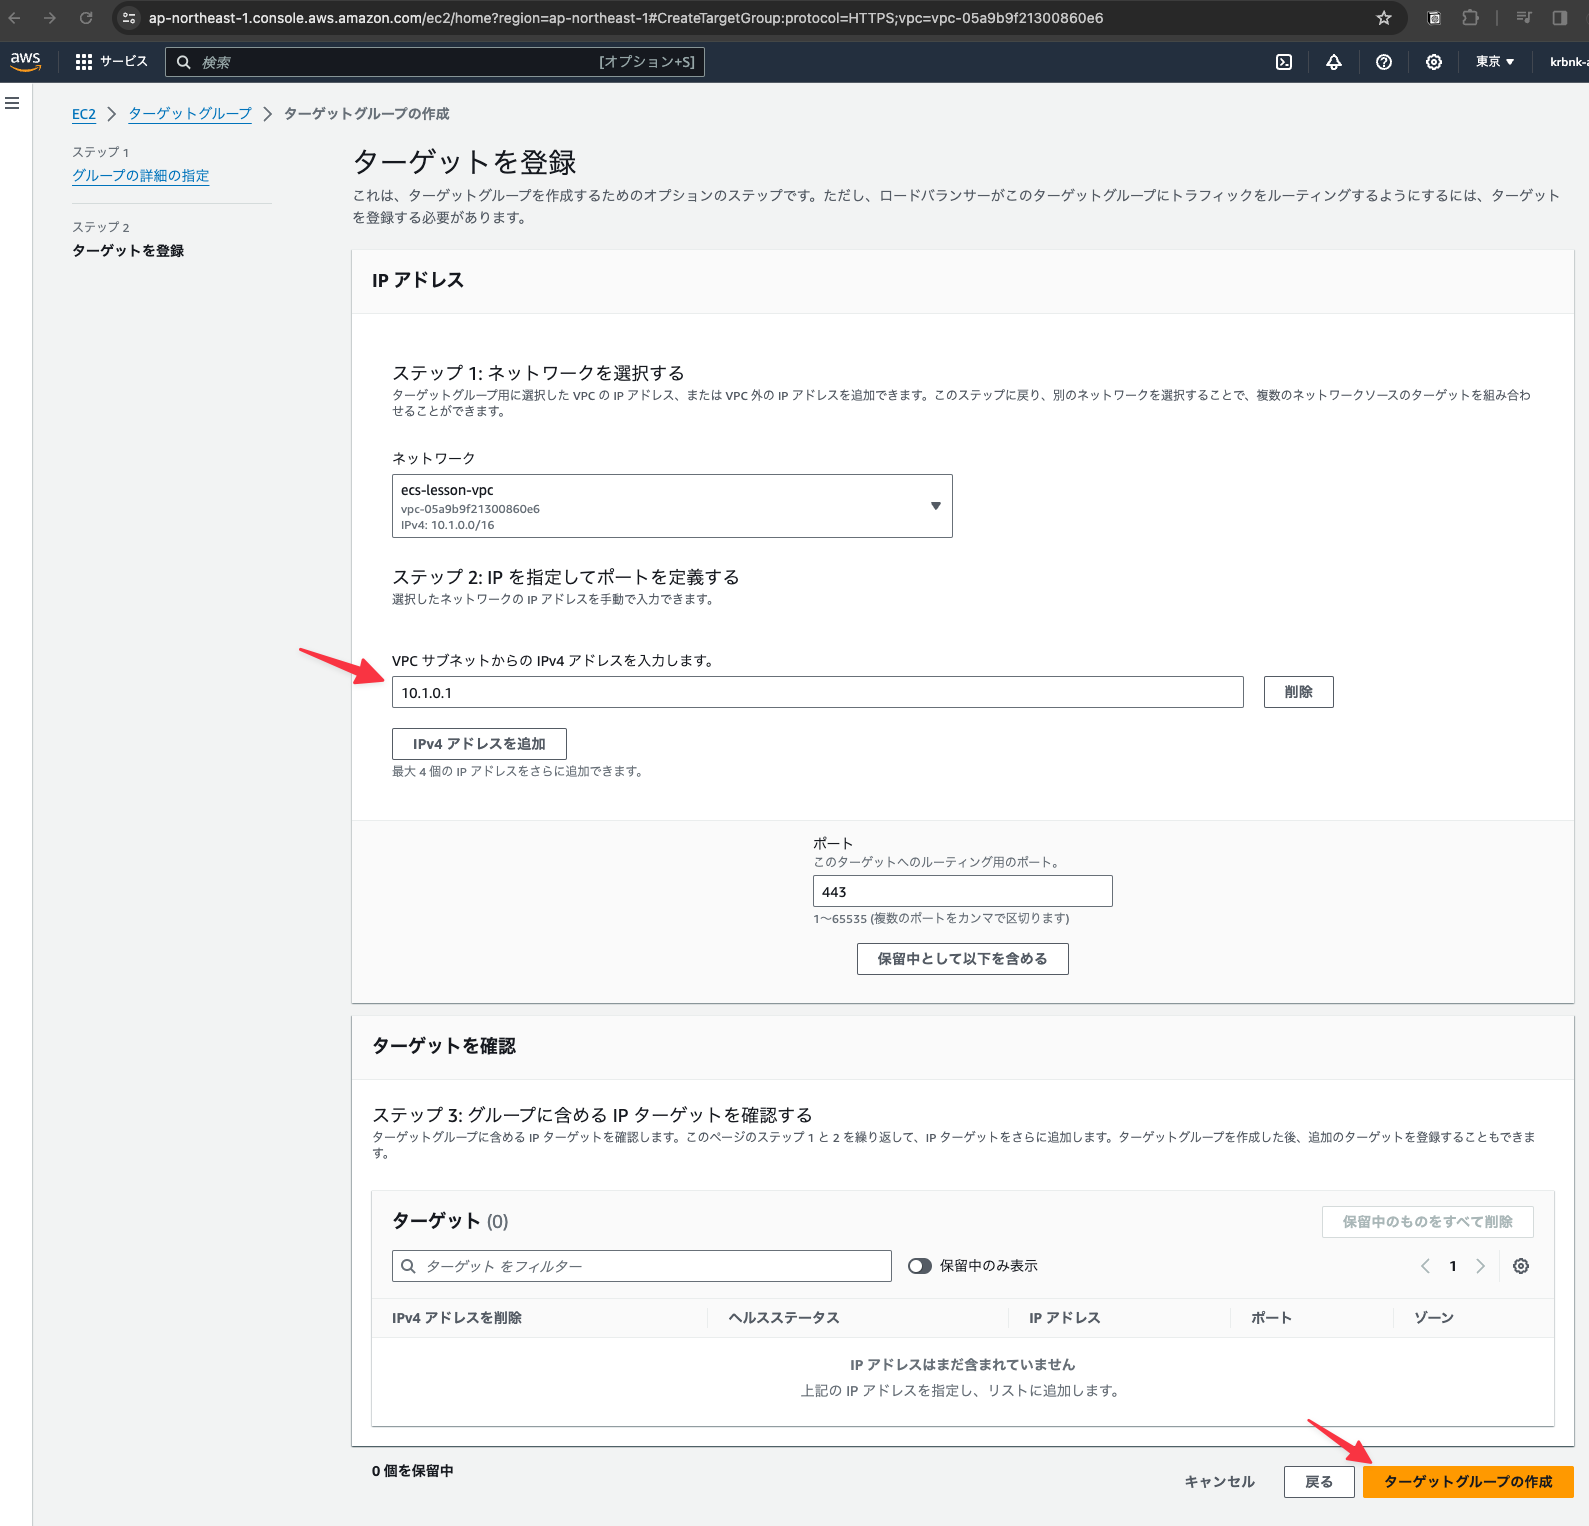 ap-northeast-1.console.aws.amazon.com/ec2/home?region=ap-northeast-1#CreateTargetGroup:protocol=HTTPS;vpc=vpc-05a9b9f21300860e6
aws
サービス
検索
[オプション+S]
東京
krbnk-a
EC2
ターゲットグループ
ターゲットグループの作成
ステップ 1
グループの詳細の指定
ステップ 2
ターゲットを登録
ターゲットを登録
これは、ターゲットグループを作成するためのオプションのステップです。ただし、ロードバランサーがこのターゲットグループにトラフィックをルーティングするようにするには、ターゲット
を登録する必要があります。
IP アドレス
ステップ 1: ネットワークを選択する
ターゲットグループ用に選択した VPC の IP アドレス、または VPC 外の IP アドレスを追加できます。このステップに戻り、別のネットワークを選択することで、複数のネットワークソースのターゲットを組み合わ
せることができます。
ネットワーク
ecs-lesson-vpc
vpc-05a9b9f21300860e6
IPv4: 10.1.0.0/16
ステップ 2: IP を指定してポートを定義する
選択したネットワークの IP アドレスを手動で入力できます。
VPC サブネットからの IPv4 アドレスを入力します。
10.1.0.1
削除
IPv4 アドレスを追加
最大 4 個の IP アドレスをさらに追加できます。
ポート
このターゲットへのルーティング用のポート。
443
1～65535 (複数のポートをカンマで区切ります)
保留中として以下を含める
ターゲットを確認
ステップ 3: グループに含める IP ターゲットを確認する
ターゲットグループに含める IP ターゲットを確認します。このページのステップ 1 と 2 を繰り返して、IP ターゲットをさらに追加します。ターゲットグループを作成した後、追加のターゲットを登録することもできま
す。
ターゲット (0)
保留中のものをすべて削除
ターゲット をフィルター
保留中のみ表示
1
IPv4 アドレスを削除
ヘルスステータス
IP アドレス
ポート
ゾーン
IP アドレスはまだ含まれていません
上記の IP アドレスを指定し、リストに追加します。
0 個を保留中
キャンセル
戻る
ターゲットグループの作成